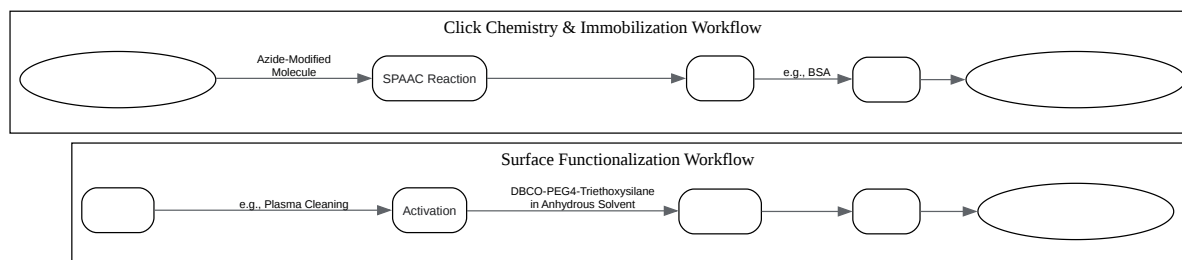 Click Chemistry & Immobilization Workflow
Azide-Modified
Molecule
SPAAC Reaction
e.g., BSA
Surface Functionalization Workflow
e.g., Plasma Cleaning
Activation
DBCO-PEG4-Triethoxysilane
in Anhydrous Solvent